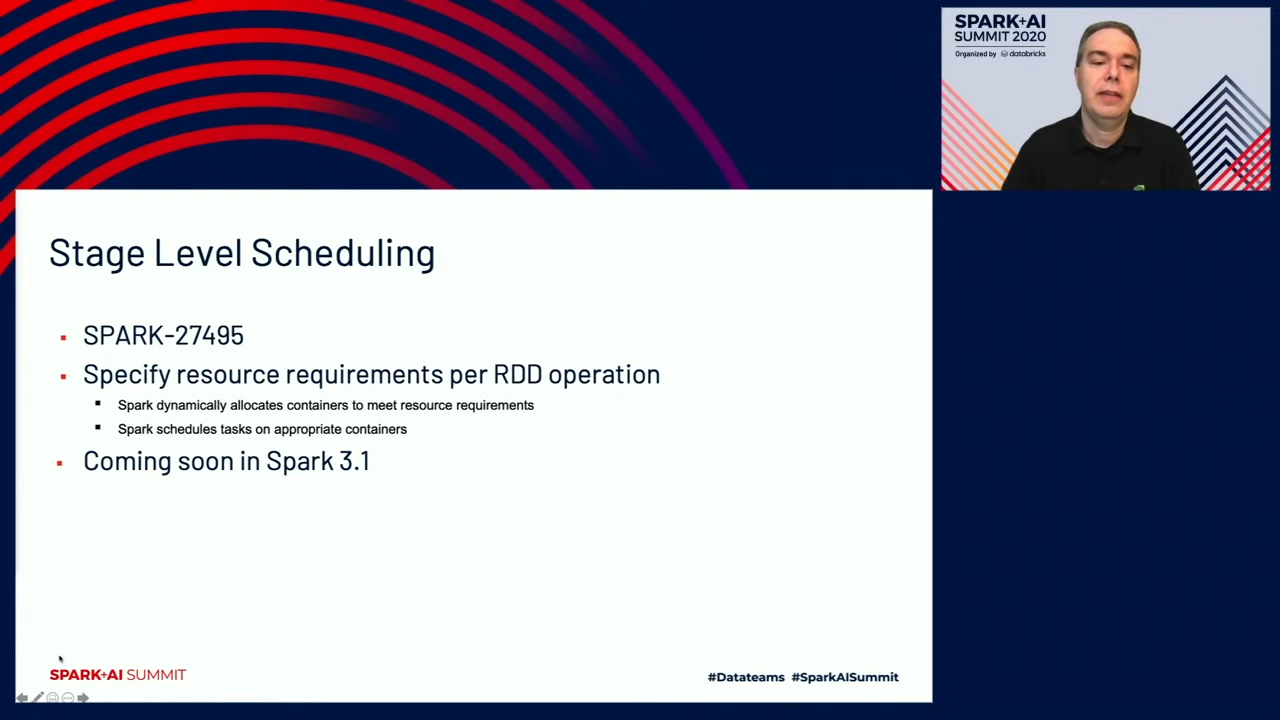 SPARK+AI
SUMMIT 2020
Organized by databricks
Stage Level Scheduling
SPARK-27495
Specify resource requirements per RDD operation
Spark dynamically allocates containers to meet resource requirements
Spark schedules tasks on appropriate containers
Coming soon in Spark 3.1
SPARK+AI SUMMIT
#Datateams #SparkAISummit